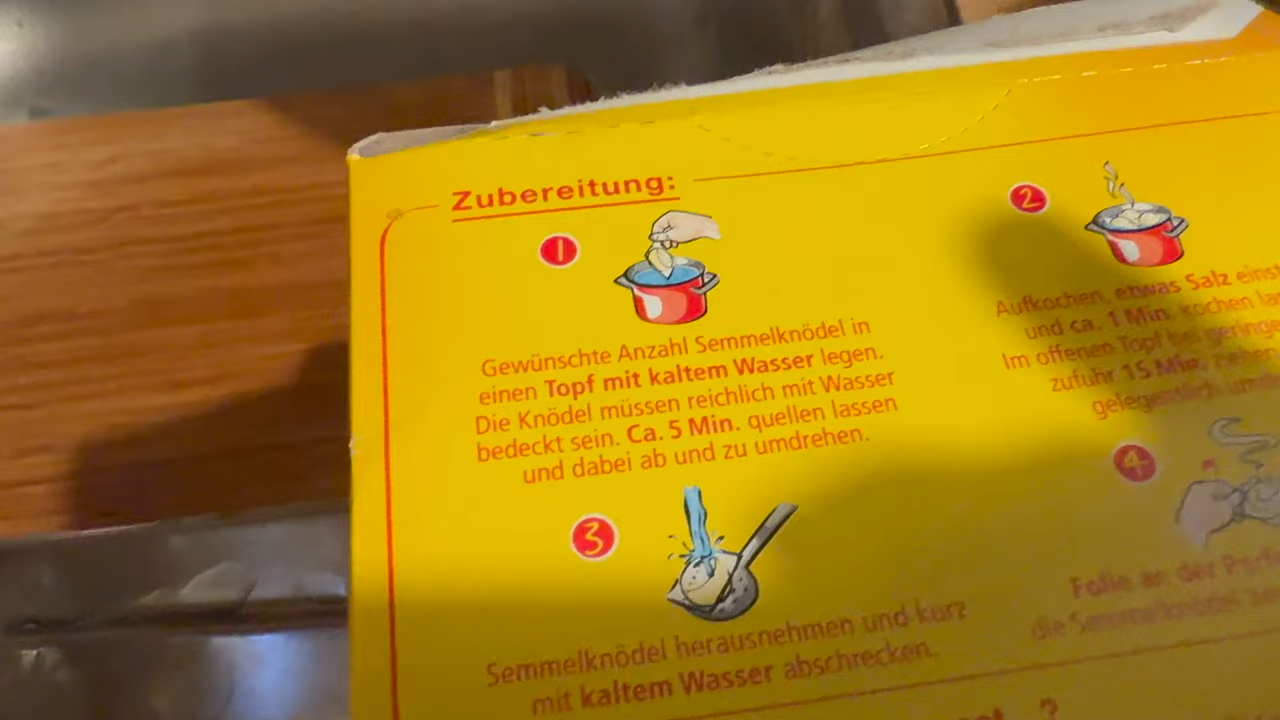 Zubereitung:
1
Gewünschte Anzahl Semmelknödel in
einen Topf mit kaltem Wasser legen.
Die Knödel müssen reichlich mit Wasser
bedeckt sein. Ca. 5 Min. quellen lassen
und dabei ab und zu umdrehen.
2
Aufkochen, etwas Salz
und ca. 1 Min. kochen
Im offenen Topf bei
zufuhr 15 Min.
gelegentlich
3
Semmelknödel herausnehmen und kurz
mit kaltem Wasser abschrecken.
4
Folie an der
die Semmelknödel